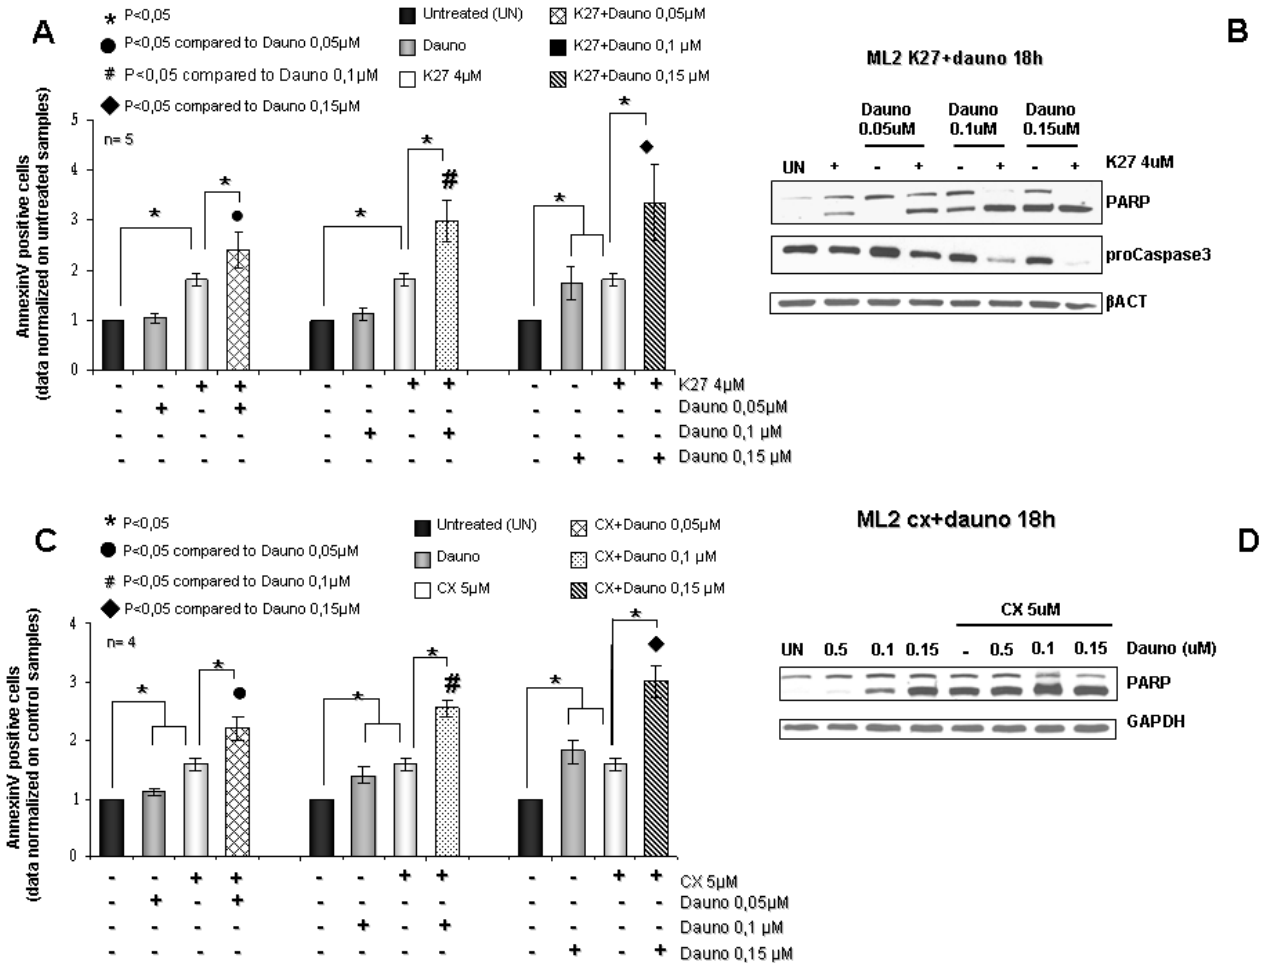 A
* P<0,05
● P<0,05 compared to Dauno 0,05µM
# P<0,05 compared to Dauno 0,1µM
◆ P<0,05 compared to Dauno 0,15µM
Untreated (UN)
Dauno
K27 4µM
K27+Dauno 0,05µM
K27+Dauno 0,1 µM
K27+Dauno 0,15 µM
n= 5
AnnexinV positive cells
(data normalized on untreated samples)
5
4
3
2
1
0
* * ●
* * #
* * ◆
- - + + - - + + - - + + K27 4µM
- + - + - - - - - - - - Dauno 0,05µM
- - - - - + - + - - - - Dauno 0,1 µM
- - - - - - - - - + - + Dauno 0,15 µM
B
ML2 K27+dauno 18h
Dauno 0.05uM
Dauno 0.1uM
Dauno 0.15uM
UN + - + - + - + K27 4uM
PARP
proCaspase3
βACT
C
* P<0,05
● P<0,05 compared to Dauno 0,05µM
# P<0,05 compared to Dauno 0,1µM
◆ P<0,05 compared to Dauno 0,15µM
Untreated (UN)
Dauno
CX 5µM
CX+Dauno 0,05µM
CX+Dauno 0,1 µM
CX+Dauno 0,15 µM
n= 4
AnnexinV positive cells
(data normalized on control samples)
4
3
2
1
0
* * ●
* * #
* * ◆
- - + + - - + + - - + + CX 5µM
- + - + - - - - - - - - Dauno 0,05µM
- - - - - + - + - - - - Dauno 0,1 µM
- - - - - - - - - + - + Dauno 0,15 µM
D
ML2 cx+dauno 18h
CX 5uM
UN 0.5 0.1 0.15 - 0.5 0.1 0.15 Dauno (uM)
PARP
GAPDH